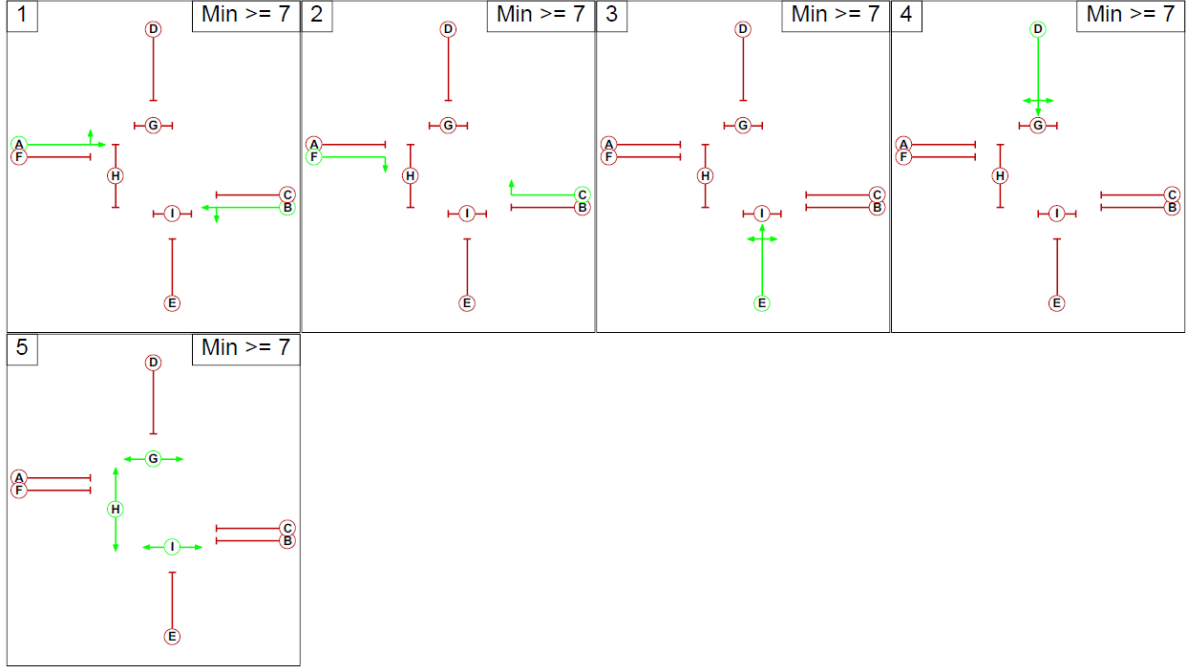 1 Min >= 7 2 Min >= 7 3 Min >= 7 4 Min >= 7
D D D D
G G G G
A A A A
F F F F
H H H H
C C C C
B B B B
I I I I
E E E E
5 Min >= 7
D
G
A
F
H
C
B
I
E